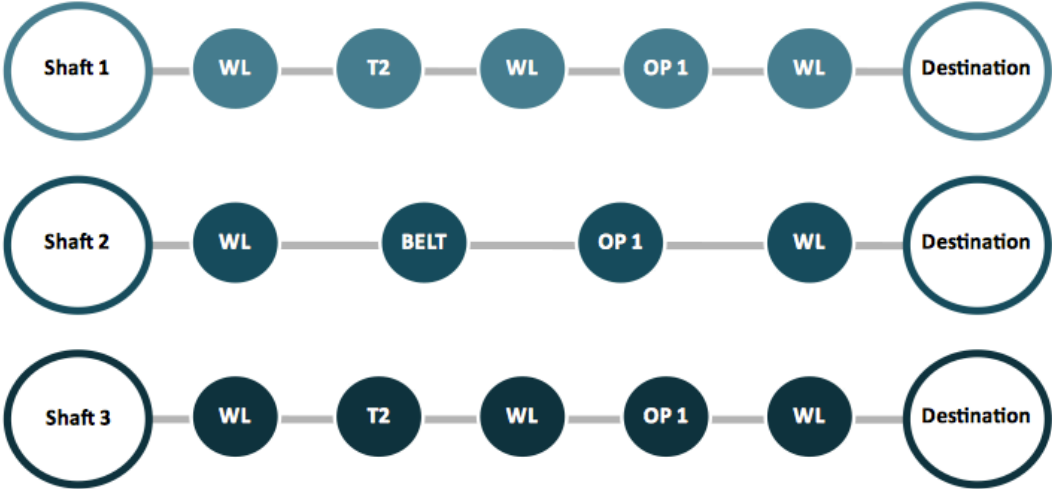 Shaft 1 WL T2 WL OP 1 WL Destination
Shaft 2 WL BELT OP 1 WL Destination
Shaft 3 WL T2 WL OP 1 WL Destination